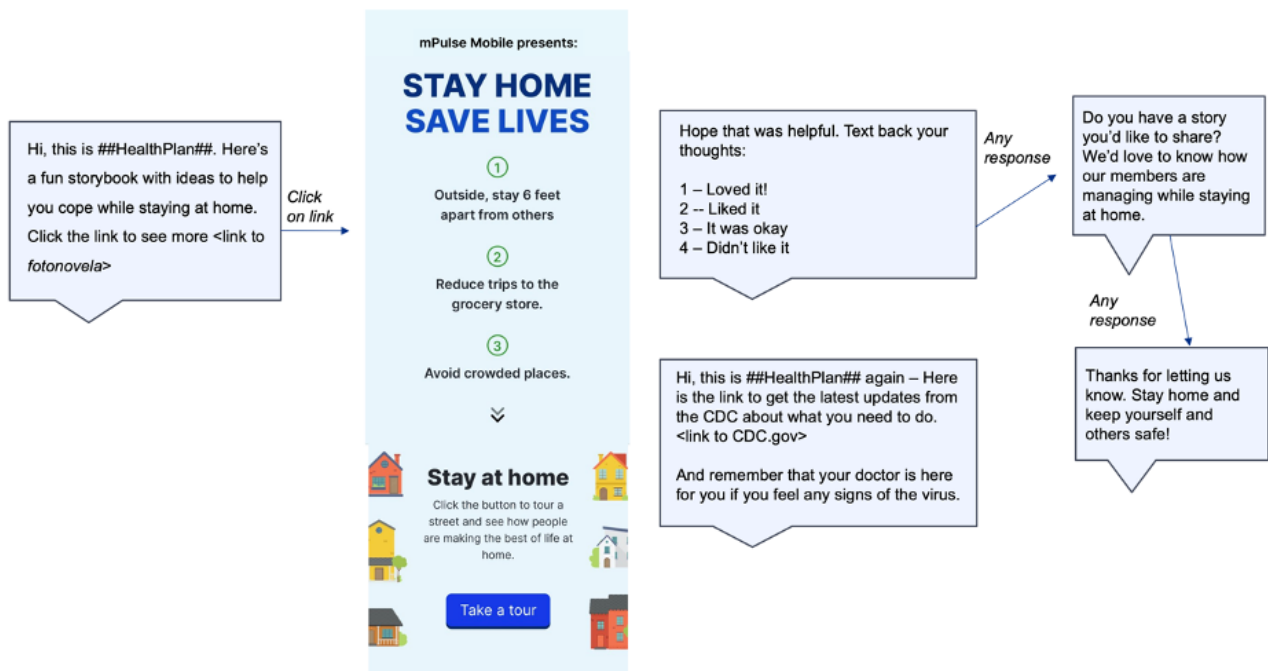 Hi, this is ##HealthPlan##. Here's
a fun storybook with ideas to help
you cope while staying at home.
Click the link to see more <link to
fotonovela>
Click
on link
mPulse Mobile presents:
STAY HOME
SAVE LIVES
1
Outside, stay 6 feet
apart from others
2
Reduce trips to the
grocery store.
3
Avoid crowded places.
Stay at home
Click the button to tour a
street and see how people
are making the best of life at
home.
Take a tour
Hope that was helpful. Text back your
thoughts:
1 – Loved it!
2 -- Liked it
3 – It was okay
4 – Didn't like it
Any
response
Do you have a story
you'd like to share?
We'd love to know how
our members are
managing while staying
at home.
Any
response
Thanks for letting us
know. Stay home and
keep yourself and
others safe!
Hi, this is ##HealthPlan## again – Here
is the link to get the latest updates from
the CDC about what you need to do.
<link to CDC.gov>
And remember that your doctor is here
for you if you feel any signs of the virus.